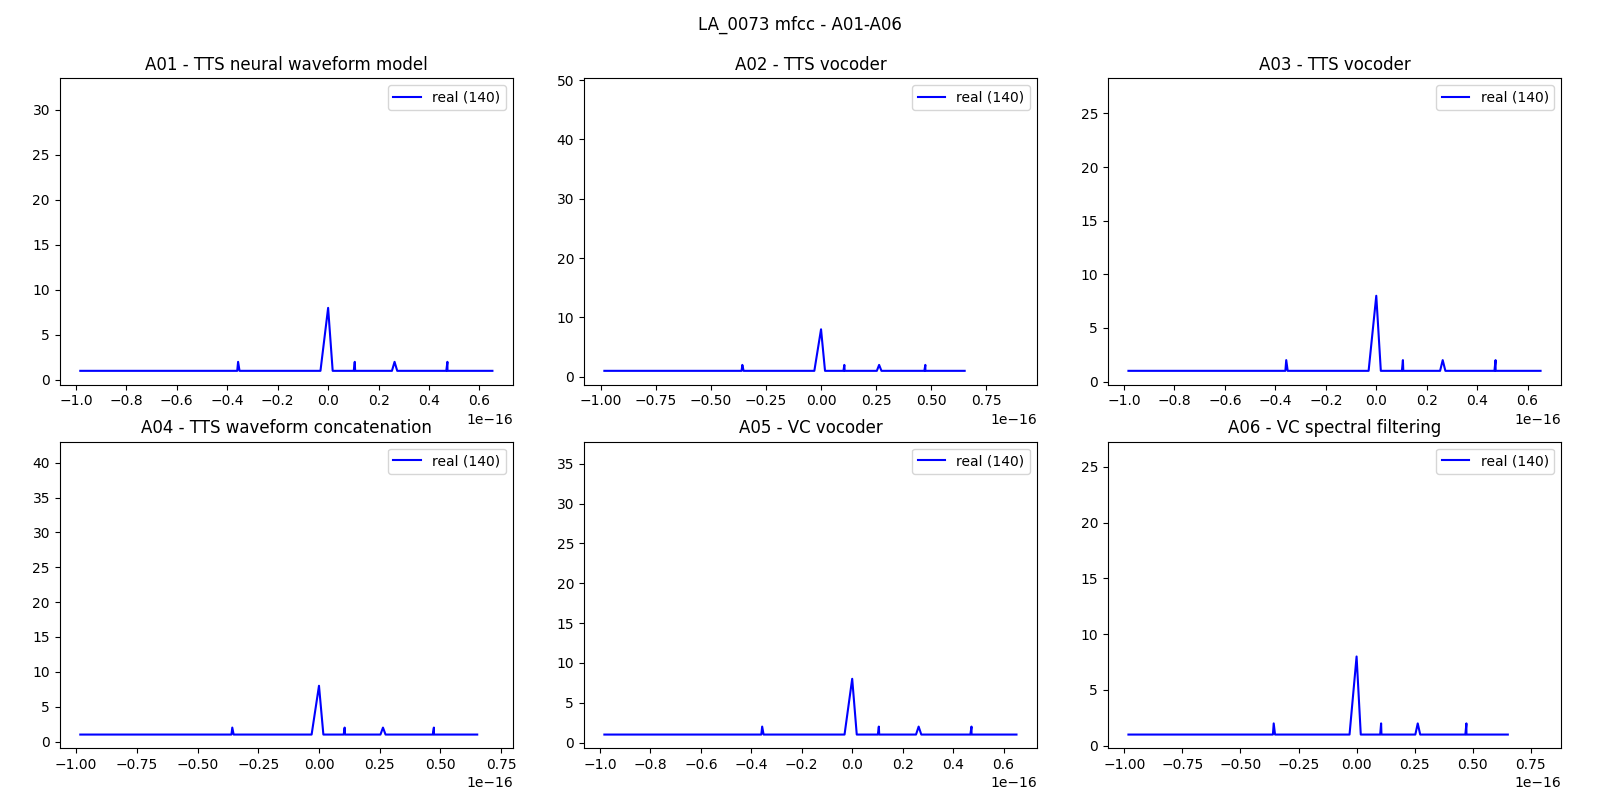 LA_0073 mfcc - A01-A06
A01 - TTS neural waveform model
real (140)
30
25
20
15
10
5
0
−1.0 −0.8 −0.6 −0.4 −0.2 0.0 0.2 0.4 0.6
1e−16
A02 - TTS vocoder
real (140)
50
40
30
20
10
0
−1.00 −0.75 −0.50 −0.25 0.00 0.25 0.50 0.75
1e−16
A03 - TTS vocoder
real (140)
25
20
15
10
5
0
−1.0 −0.8 −0.6 −0.4 −0.2 0.0 0.2 0.4 0.6
1e−16
A04 - TTS waveform concatenation
real (140)
40
35
30
25
20
15
10
5
0
−1.00 −0.75 −0.50 −0.25 0.00 0.25 0.50 0.75
1e−16
A05 - VC vocoder
real (140)
35
30
25
20
15
10
5
0
−1.0 −0.8 −0.6 −0.4 −0.2 0.0 0.2 0.4 0.6
1e−16
A06 - VC spectral filtering
real (140)
25
20
15
10
5
0
−1.00 −0.75 −0.50 −0.25 0.00 0.25 0.50 0.75
1e−16